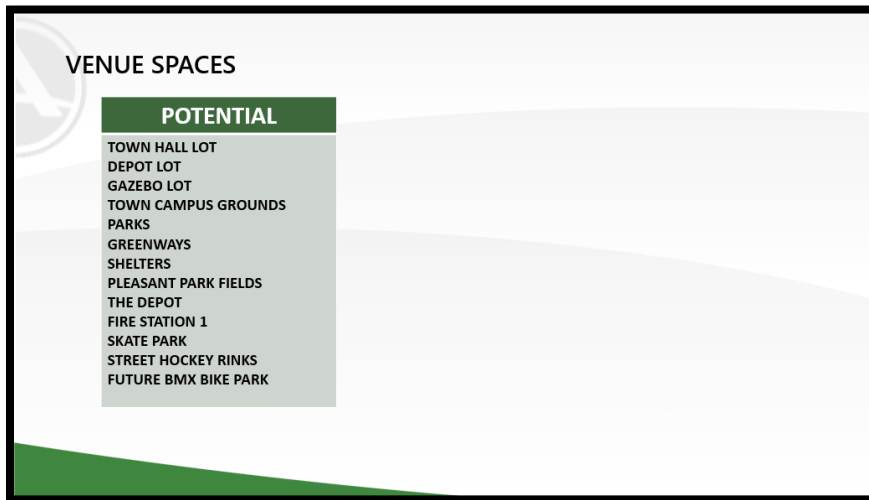 VENUE SPACES
POTENTIAL
TOWN HALL LOT
DEPOT LOT
GAZEBO LOT
TOWN CAMPUS GROUNDS
PARKS
GREENWAYS
SHELTERS
PLEASANT PARK FIELDS
THE DEPOT
FIRE STATION 1
SKATE PARK
STREET HOCKEY RINKS
FUTURE BMX BIKE PARK